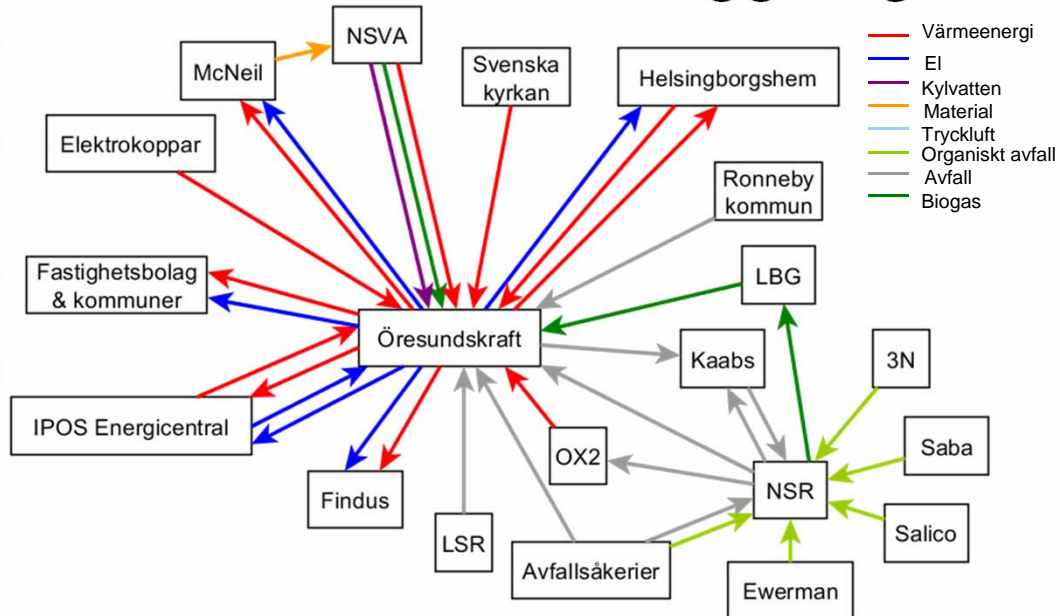 NSVA
McNeil
Svenska
kyrkan
Helsingborgshem
Värmeenergi
El
Kylvatten
Material
Tryckluft
Organiskt avfall
Avfall
Biogas
Elektrokoppar
Ronneby
kommun
Fastighetsbolag
& kommuner
LBG
Öresundskraft
Kaabs
3N
IPOS Energicentral
OX2
Saba
Findus
NSR
LSR
Salico
Avfallsåkerier
Ewerman